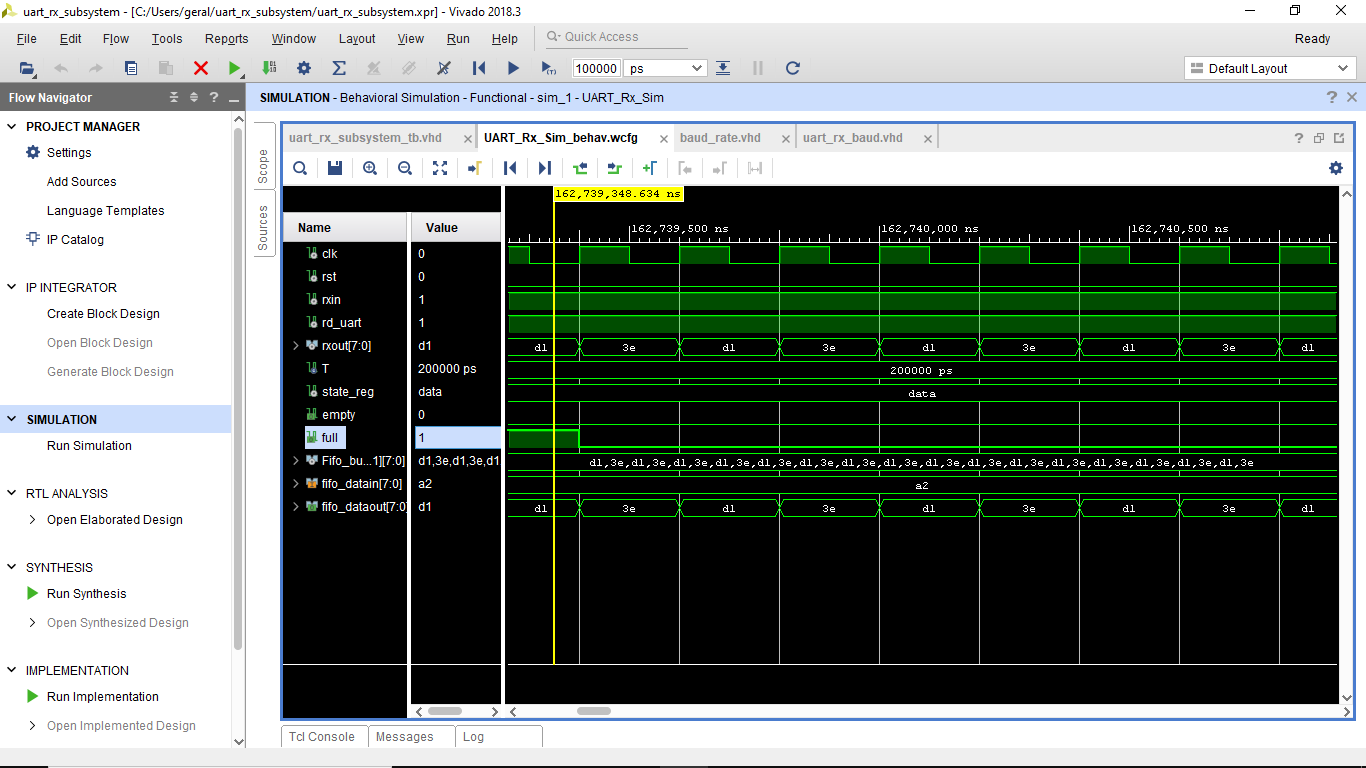 uart_rx_subsystem - [C:/Users/geral/uart_rx_subsystem/uart_rx_subsystem.xpr] - Vivado 2018.3
File Edit Flow Tools Reports Window Layout View Run Help Quick Access Ready
100000 ps Default Layout
Flow Navigator
PROJECT MANAGER
Settings
Add Sources
Language Templates
IP Catalog
IP INTEGRATOR
Create Block Design
Open Block Design
Generate Block Design
SIMULATION
Run Simulation
RTL ANALYSIS
Open Elaborated Design
SYNTHESIS
Run Synthesis
Open Synthesized Design
IMPLEMENTATION
Run Implementation
Open Implemented Design
SIMULATION - Behavioral Simulation - Functional - sim_1 - UART_Rx_Sim
Scope
Sources
uart_rx_subsystem_tb.vhd UART_Rx_Sim_behav.wcfg baud_rate.vhd uart_rx_baud.vhd
162,739,348.634 ns
Name Value 162,739,500 ns 162,740,000 ns 162,740,500 ns
clk 0
rst 0
rxin 1
rd_uart 1
rxout[7:0] d1 d1 3e d1 3e d1 3e d1 3e d1
T 200000 ps 200000 ps
state_reg data data
empty 0
full 1
Fifo_bu...1][7:0] d1,3e,d1,3e,d1 d1,3e,d1,3e,d1,3e,d1,3e,d1,3e,d1,3e,d1,3e,d1,3e,d1,3e,d1,3e,d1,3e,d1,3e,d1,3e,d1,3e,d1,3e,d1,3e
fifo_datain[7:0] a2 a2
fifo_dataout[7:0] d1 d1 3e d1 3e d1 3e d1 3e d1
Tcl Console Messages Log